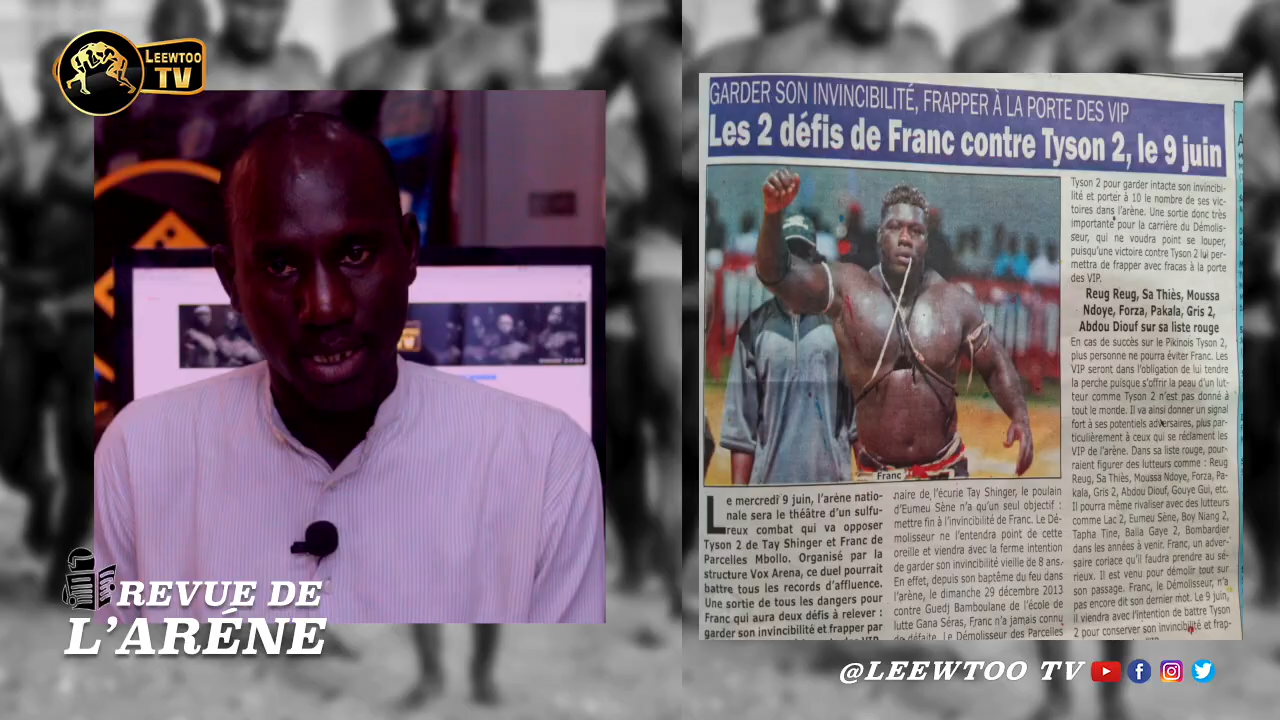 LEEWTOO
TV
GARDER SON INVINCIBILITÉ, FRAPPER À LA PORTE DES VIP
Les 2 défis de Franc contre Tyson 2, le 9 juin
Franc
Le mercredi 9 juin, l'arène natio-
nale sera le théâtre d'un sulfu-
reux combat qui va opposer
Tyson 2 de Tay Shinger et Franc de
Parcelles Mbollo. Organisé par la
structure Vox Arena, ce duel pourrait
battre tous les records d'affluence.
Une sortie de tous les dangers pour
Franc qui aura deux défis à relever :
garder son invincibilité et frapper par
naire de l'écurie Tay Shinger, le poulain
d'Eumeu Sène n'a qu'un seul objectif :
mettre fin à l'invincibilité de Franc. Le Dé-
molisseur ne l'entendra point de cette
oreille et viendra avec la ferme intention
de garder son invincibilité vieille de 8 ans.
En effet, depuis son baptême du feu dans
l'arène, le dimanche 29 décembre 2013
contre Guedj Bamboulane de l'école de
lutte Gana Séras, Franc n'a jamais connu
de défaite. Le Démolisseur des Parcelles
Tyson 2 pour garder intacte son invincibi-
lité et porter à 10 le nombre de ses vic-
toires dans l'arène. Une sortie donc très
importante pour la carrière du Démolis-
seur, qui ne voudra point se louper,
puisqu'une victoire contre Tyson 2 lui per-
mettra de frapper avec fracas à la porte
des VIP.
Reug Reug, Sa Thiès, Moussa
Ndoye, Forza, Pakala, Gris 2,
Abdou Diouf sur sa liste rouge
En cas de succès sur le Pikinois Tyson 2,
plus personne ne pourra éviter Franc. Les
VIP seront dans l'obligation de lui tendre
la perche puisque s'offrir la peau d'un lut-
teur comme Tyson 2 n'est pas donné à
tout le monde. Il va ainsi donner un signal
fort à ses potentiels adversaires, plus par-
ticulièrement à ceux qui se réclament les
VIP de l'arène. Dans sa liste rouge, pour-
raient figurer des lutteurs comme : Reug
Reug, Sa Thiès, Moussa Ndoye, Forza, Pa-
kala, Gris 2, Abdou Diouf, Gouye Gui, etc.
Il pourra même rivaliser avec des lutteurs
comme Lac 2, Eumeu Sène, Boy Niang 2,
Tapha Tine, Balla Gaye 2, Bombardier
dans les années à venir. Franc, un adver-
saire coriace qu'il faudra prendre au sé-
rieux. Il est venu pour démolir tout sur
son passage. Franc, le Démolisseur, n'a
pas encore dit son dernier mot. Le 9 juin,
il viendra avec l'intention de battre Tyson
2 pour conserver son invincibilité et frap-
REVUE DE
L'ARÉNE
@LEEWTOO TV